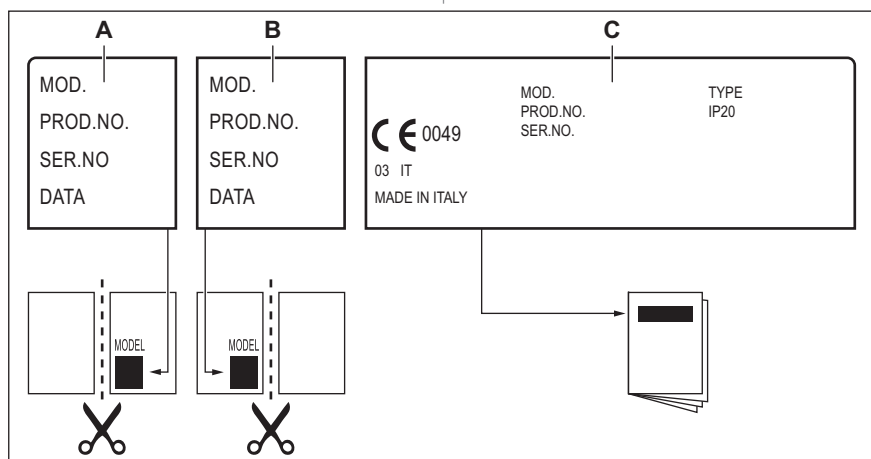 A
B
C
MOD.
PROD.NO.
SER.NO
DATA
MOD.
PROD.NO.
SER.NO
DATA
CE 0049
03 IT
MADE IN ITALY
MOD.
PROD.NO.
SER.NO.
TYPE
IP20
MODEL
MODEL